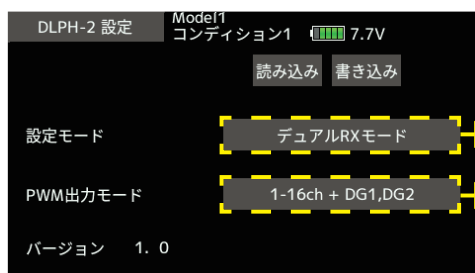 DLPH-2 設定
Model1
コンディション1 7.7V
読み込み 書き込み
設定モード デュアルRXモード
PWM出力モード 1-16ch + DG1,DG2
バージョン 1. 0